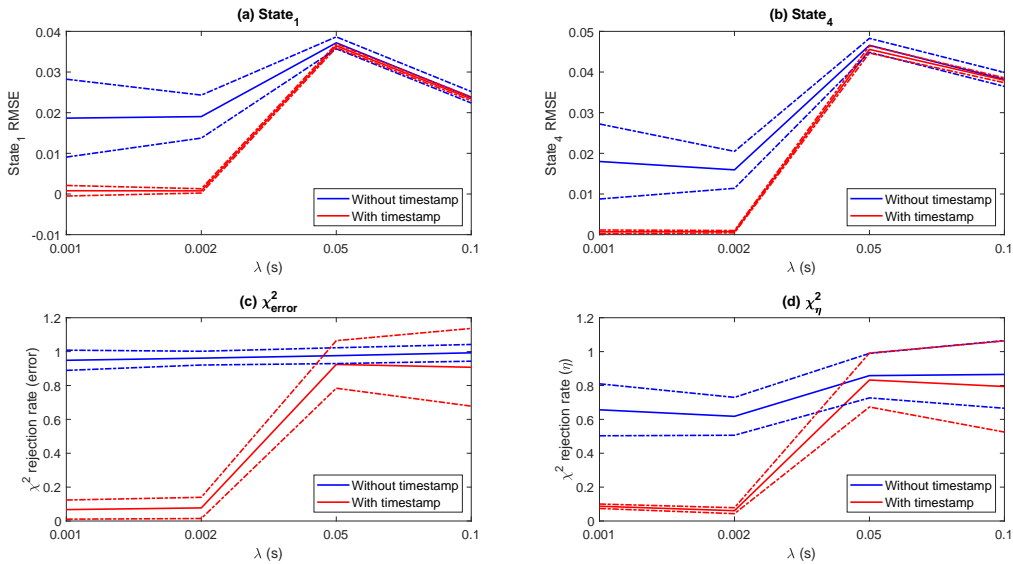 (a) State1
State1 RMSE
0.04
0.03
0.02
0.01
0
-0.01
0.001
0.002
0.05
0.1
λ (s)
Without timestamp
With timestamp
(b) State4
State4 RMSE
0.05
0.04
0.03
0.02
0.01
0
0.001
0.002
0.05
0.1
λ (s)
Without timestamp
With timestamp
(c) χ²error
χ² rejection rate (error)
1.2
1
0.8
0.6
0.4
0.2
0
0.001
0.002
0.05
0.1
λ (s)
Without timestamp
With timestamp
(d) χ²η
χ² rejection rate (η)
1.2
1
0.8
0.6
0.4
0.2
0
0.001
0.002
0.05
0.1
λ (s)
Without timestamp
With timestamp